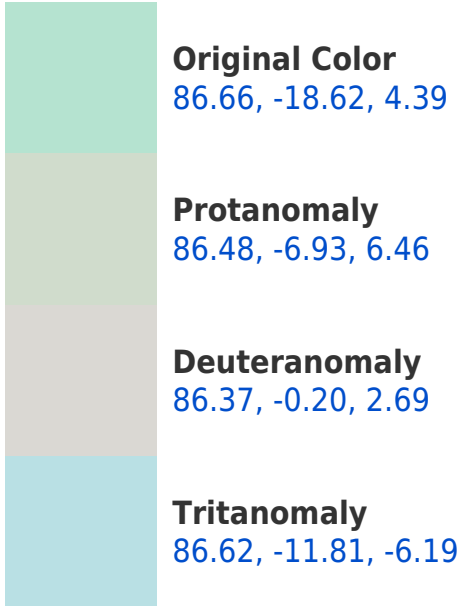 Original Color
86.66, -18.62, 4.39
Protanomaly
86.48, -6.93, 6.46
Deuteranomaly
86.37, -0.20, 2.69
Tritanomaly
86.62, -11.81, -6.19